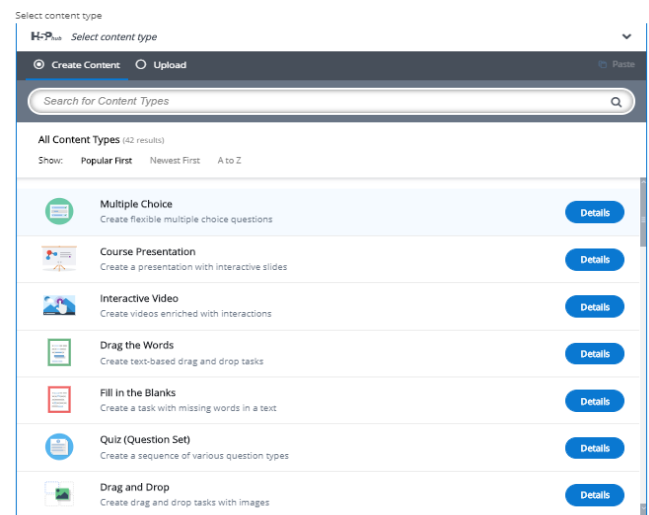 Select content type
H5P hub Select content type
Create Content Upload Paste
Search for Content Types
All Content Types (42 results)
Show: Popular First Newest First A to Z
Multiple Choice
Create flexible multiple choice questions
Details
Course Presentation
Create a presentation with interactive slides
Details
Interactive Video
Create videos enriched with interactions
Details
Drag the Words
Create text-based drag and drop tasks
Details
Fill in the Blanks
Create a task with missing words in a text
Details
Quiz (Question Set)
Create a sequence of various question types
Details
Drag and Drop
Create drag and drop tasks with images
Details